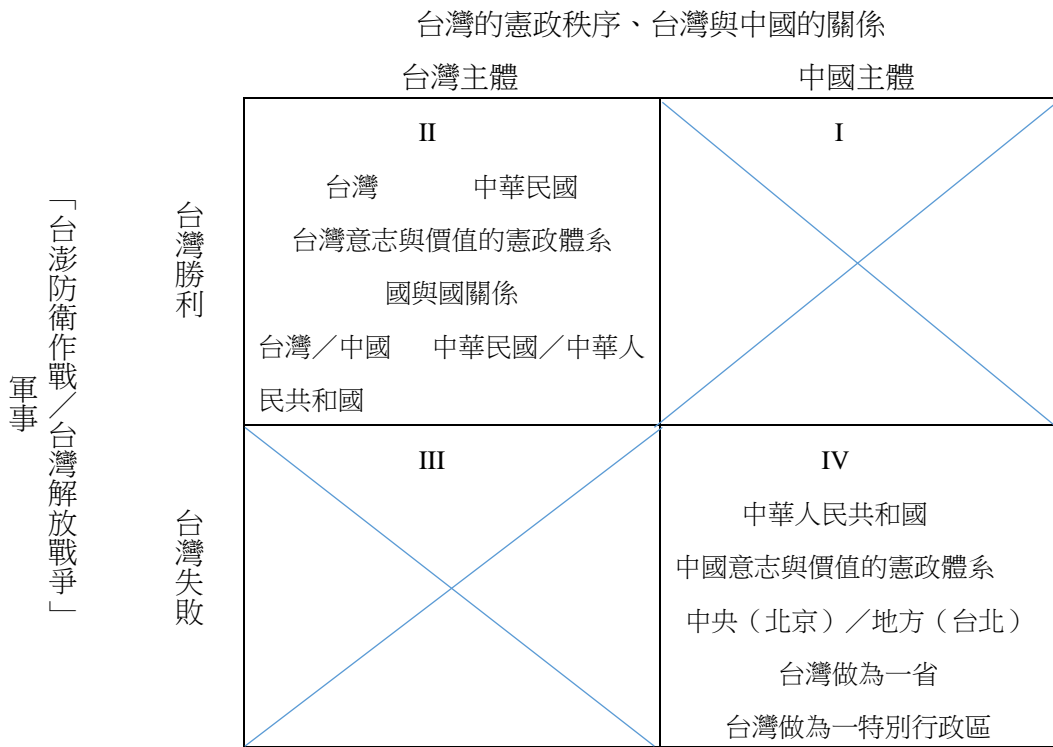 台灣的憲政秩序、台灣與中國的關係
台灣主體
中國主體
軍事
「台澎防衛作戰／台灣解放戰爭」
台灣勝利
II
台灣 中華民國
台灣意志與價值的憲政體系
國與國關係
台灣／中國 中華民國／中華人
民共和國
I
台灣失敗
III
IV
中華人民共和國
中國意志與價值的憲政體系
中央（北京）／地方（台北）
台灣做為一省
台灣做為一特別行政區